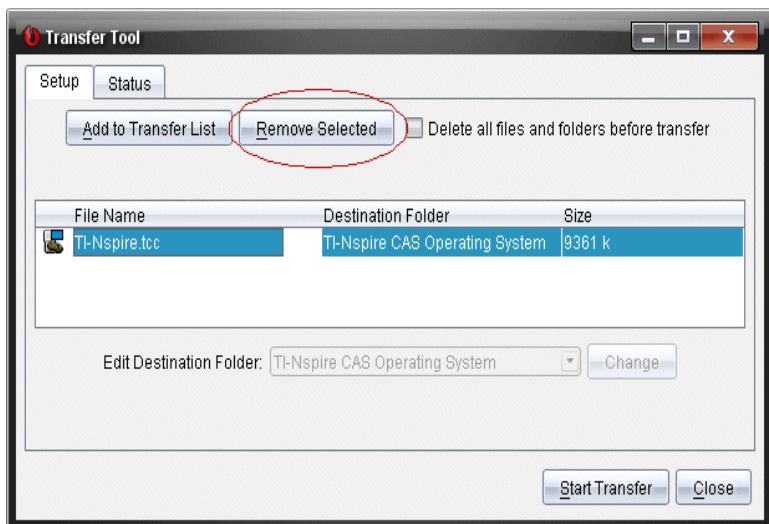 Transfer Tool
Setup Status
Add to Transfer List Remove Selected Delete all files and folders before transfer
File Name Destination Folder Size
TI-Nspire.tcc TI-Nspire CAS Operating System 9361 k
Edit Destination Folder: TI-Nspire CAS Operating System Change
Start Transfer Close